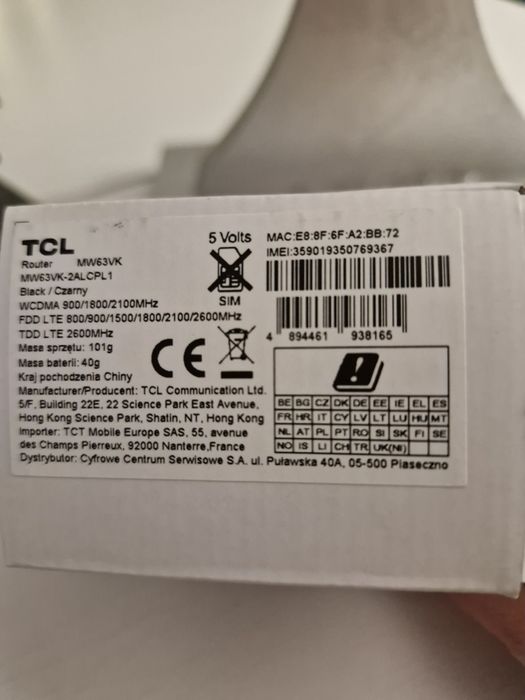 TCL
5 Volts
MAC:E8:8F:6F:A2:BB:72
IMEI:359019350769367
Router MW63VK
MW63VK-2ALCPL1
Black / Czarny
SIM
WCDMA 900/1800/2100MHz
FDD LTE 800/900/1500/1800/2100/2600MHz
TDD LTE 2600MHz
4 894461 938165
Masa sprzętu: 101g
Masa baterii: 40g
CE
Kraj pochodzenia Chiny
Manufacturer/Producent: TCL Communication Ltd.
5/F, Building 22E, 22 Science Park East Avenue,
Hong Kong Science Park, Shatin, NT, Hong Kong
Importer: TCT Mobile Europe SAS, 55, avenue
des Champs Pierreux, 92000 Nanterre,France
Dystrybutor: Cyfrowe Centrum Serwisowe S.A. ul. Puławska 40A, 05-500 Piaseczno
BE BG CZ DK DE EE IE EL ES
FR HR IT CY LV LT LU HU MT
NL AT PL PT RO SI SK FI SE
NO IS LI CH TR UK(NI)